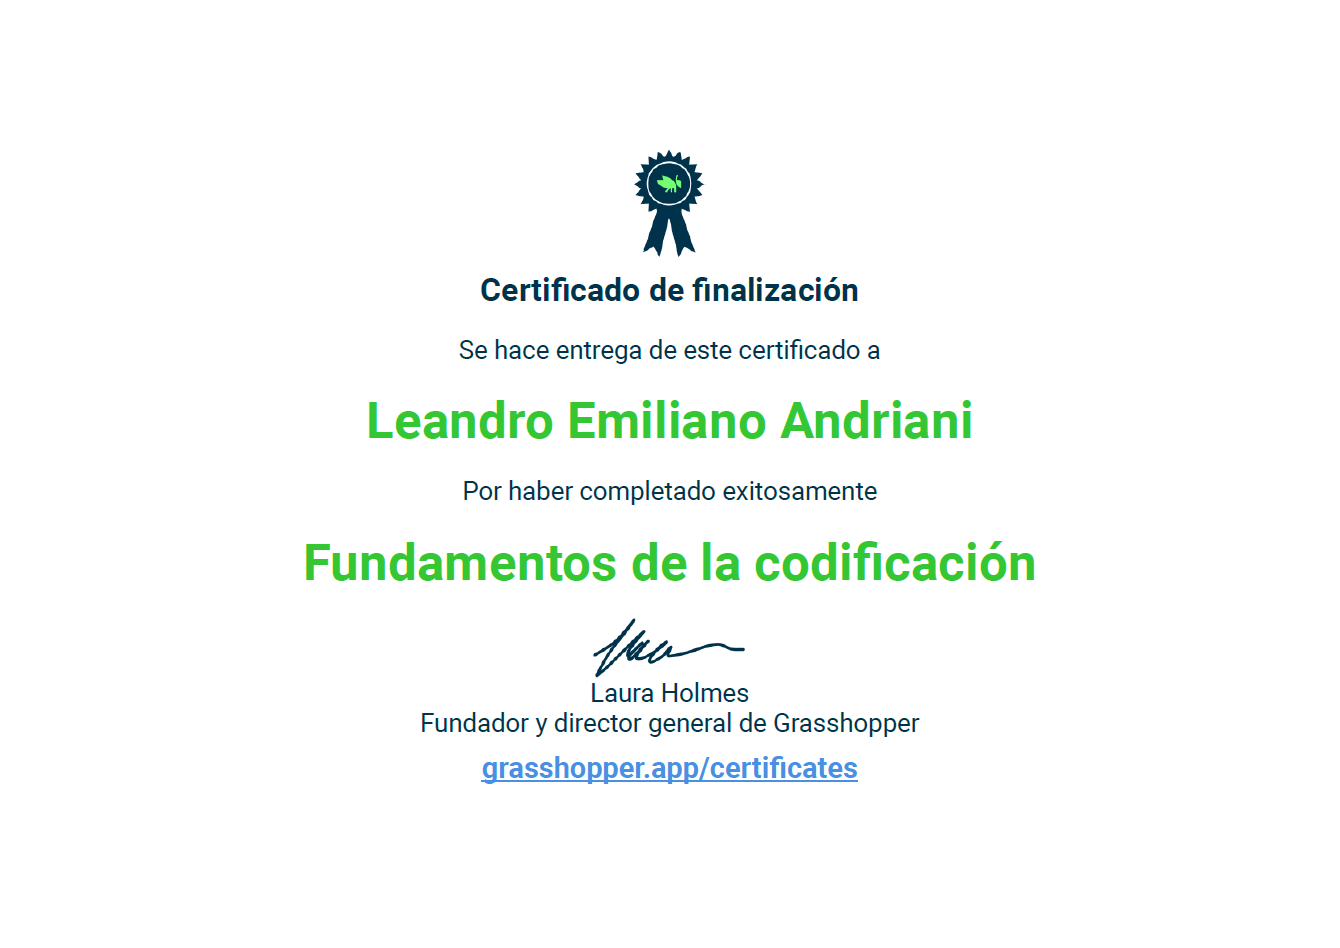 Certificado de finalización
Se hace entrega de este certificado a
Leandro Emiliano Andriani
Por haber completado exitosamente
Fundamentos de la codificación
Laura Holmes
Fundador y director general de Grasshopper
grasshopper.app/certificates